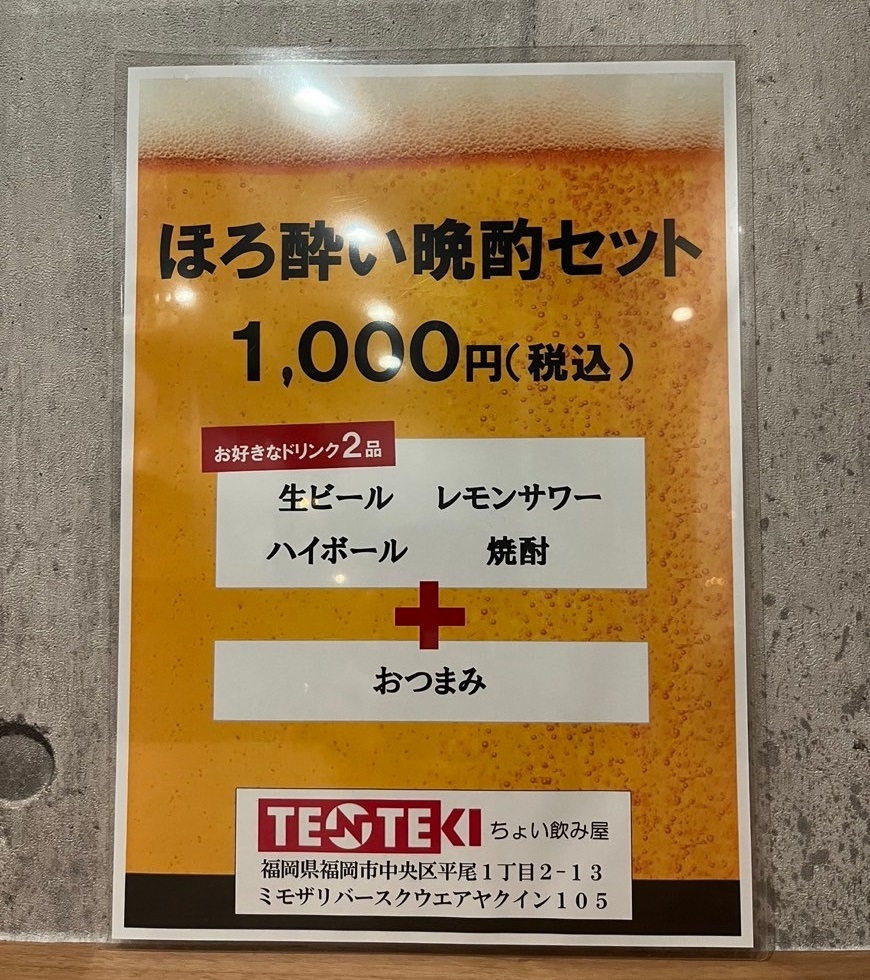 ほろ酔い晩酌セット
1,000円(税込)
お好きなドリンク2品
生ビール レモンサワー
ハイボール 焼酎
おつまみ
TENTEKI ちょい飲み屋
福岡県福岡市中央区平尾1丁目2-13
ミモザリバースクウエアヤクイン105